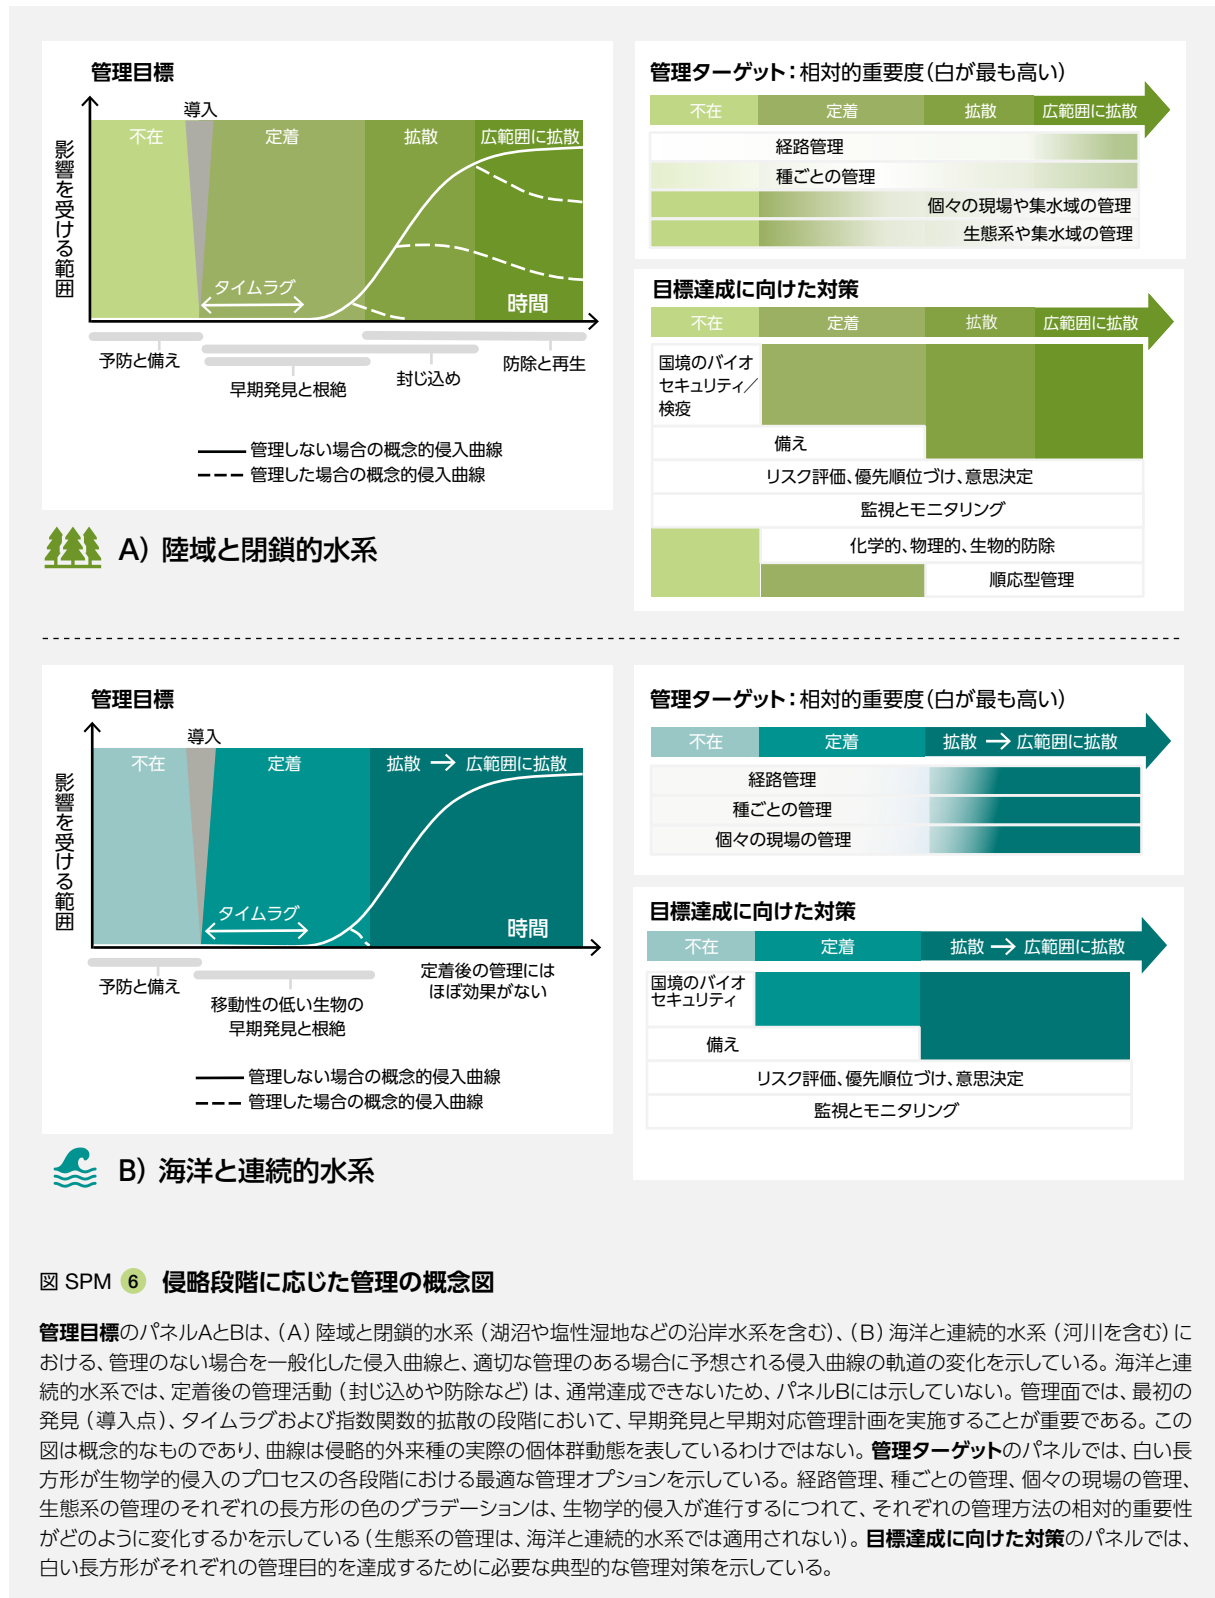 管理目標
導入
不在
定着
拡散
広範囲に拡散
影響を受ける範囲
タイムラグ
時間
予防と備え
早期発見と根絶
封じ込め
防除と再生
管理しない場合の概念的侵入曲線
管理した場合の概念的侵入曲線
A）陸域と閉鎖的水系
管理ターゲット：相対的重要度（白が最も高い）
不在
定着
拡散
広範囲に拡散
経路管理
種ごとの管理
個々の現場や集水域の管理
生態系や集水域の管理
目標達成に向けた対策
不在
定着
拡散
広範囲に拡散
国境のバイオ
セキュリティ／
検疫
備え
リスク評価、優先順位づけ、意思決定
監視とモニタリング
化学的、物理的、生物的防除
順応型管理
管理目標
導入
不在
定着
拡散 → 広範囲に拡散
影響を受ける範囲
タイムラグ
時間
予防と備え
移動性の低い生物の
早期発見と根絶
定着後の管理には
ほぼ効果がない
管理しない場合の概念的侵入曲線
管理した場合の概念的侵入曲線
B）海洋と連続的水系
管理ターゲット：相対的重要度（白が最も高い）
不在
定着
拡散 → 広範囲に拡散
経路管理
種ごとの管理
個々の現場の管理
目標達成に向けた対策
不在
定着
拡散 → 広範囲に拡散
国境のバイオ
セキュリティ
備え
リスク評価、優先順位づけ、意思決定
監視とモニタリング
図 SPM 6 侵略段階に応じた管理の概念図
管理目標のパネルAとBは、（A）陸域と閉鎖的水系（湖沼や塩性湿地などの沿岸水系を含む）、（B）海洋と連続的水系（河川を含む）に
おける、管理のない場合を一般化した侵入曲線と、適切な管理のある場合に予想される侵入曲線の軌道の変化を示している。海洋と連
続的水系では、定着後の管理活動（封じ込めや防除など）は、通常達成できないため、パネルBには示していない。管理面では、最初の
発見（導入点）、タイムラグおよび指数関数的拡散の段階において、早期発見と早期対応管理計画を実施することが重要である。この
図は概念的なものであり、曲線は侵略的外来種の実際の個体群動態を表しているわけではない。管理ターゲットのパネルでは、白い長
方形が生物学的侵入のプロセスの各段階における最適な管理オプションを示している。経路管理、種ごとの管理、個々の現場の管理、
生態系の管理のそれぞれの長方形の色のグラデーションは、生物学的侵入が進行するにつれて、それぞれの管理方法の相対的重要性
がどのように変化するかを示している（生態系の管理は、海洋と連続的水系では適用されない）。目標達成に向けた対策のパネルでは、
白い長方形がそれぞれの管理目的を達成するために必要な典型的な管理対策を示している。